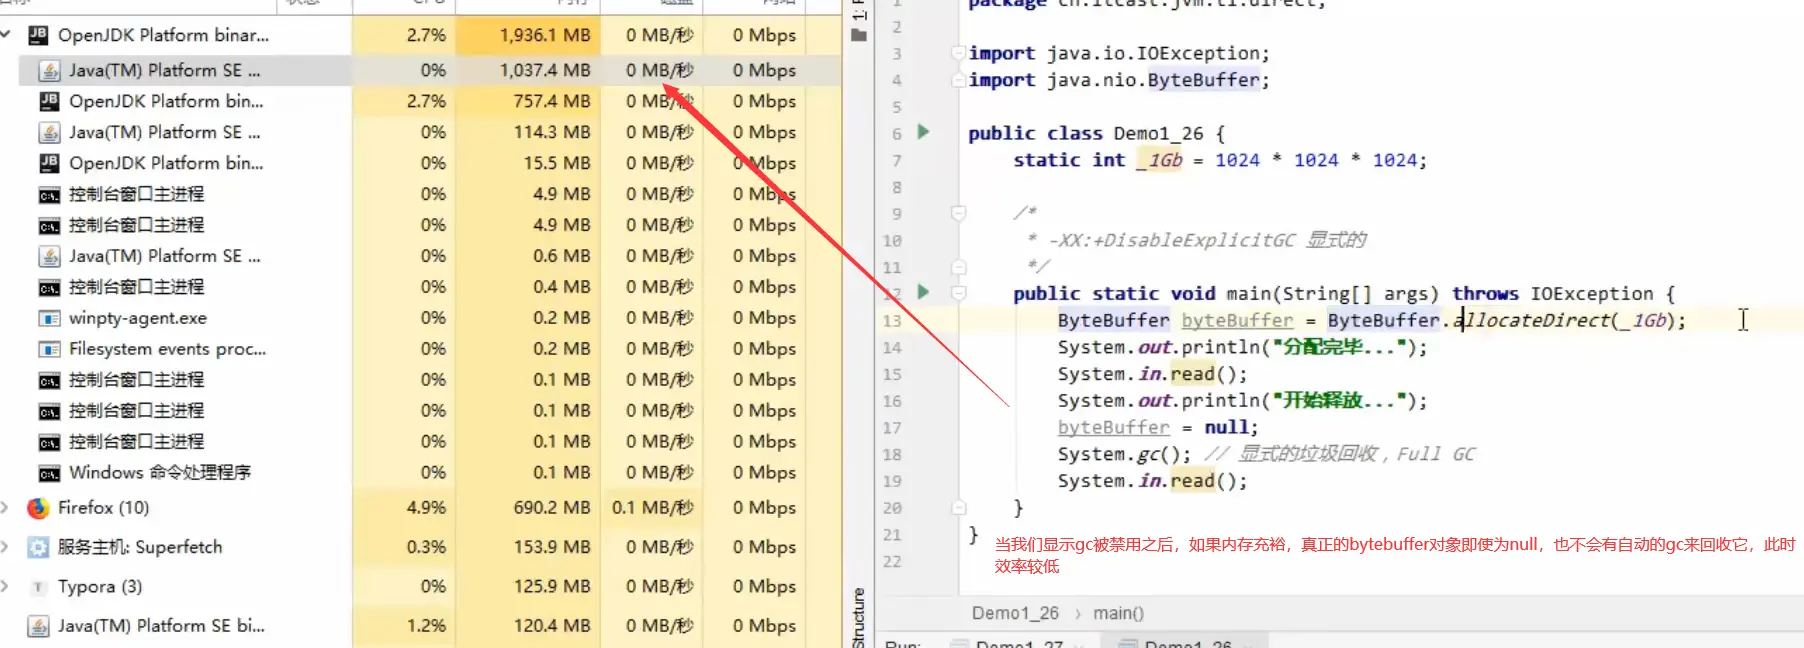 OpenJDK Platform binar... 2.7% 1,936.1 MB 0 MB/秒 0 Mbps
Java(TM) Platform SE ... 0% 1,037.4 MB 0 MB/秒 0 Mbps
OpenJDK Platform bin... 2.7% 757.4 MB 0 MB/秒 0 Mbps
Java(TM) Platform SE ... 0% 114.3 MB 0 MB/秒 0 Mbps
OpenJDK Platform bin... 0% 15.5 MB 0 MB/秒 0 Mbps
控制台窗口主进程 0% 4.9 MB 0 MB/秒 0 Mbps
控制台窗口主进程 0% 4.9 MB 0 MB/秒 0 Mbps
Java(TM) Platform SE ... 0% 0.6 MB 0 MB/秒 0 Mbps
控制台窗口主进程 0% 0.4 MB 0 MB/秒 0 Mbps
winpty-agent.exe 0% 0.2 MB 0 MB/秒 0 Mbps
Filesystem events proc... 0% 0.2 MB 0 MB/秒 0 Mbps
控制台窗口主进程 0% 0.1 MB 0 MB/秒 0 Mbps
控制台窗口主进程 0% 0.1 MB 0 MB/秒 0 Mbps
控制台窗口主进程 0% 0.1 MB 0 MB/秒 0 Mbps
Windows 命令处理程序 0% 0.1 MB 0 MB/秒 0 Mbps
Firefox (10) 4.9% 690.2 MB 0.1 MB/秒 0 Mbps
服务主机: Superfetch 0.3% 153.9 MB 0 MB/秒 0 Mbps
Typora (3) 0% 125.9 MB 0 MB/秒 0 Mbps
Java(TM) Platform SE bi... 1.2% 120.4 MB 0 MB/秒 0 Mbps
Structure
1 package cn.itcast.jvm.t1.direct;
2
3 import java.io.IOException;
4 import java.nio.ByteBuffer;
5
6 public class Demo1_26 {
7 static int _1Gb = 1024 * 1024 * 1024;
8
9 /*
10 * -XX:+DisableExplicitGC 显式的
11 */
12 public static void main(String[] args) throws IOException {
13 ByteBuffer byteBuffer = ByteBuffer.allocateDirect(_1Gb);
14 System.out.println("分配完毕...");
15 System.in.read();
16 System.out.println("开始释放...");
17 byteBuffer = null;
18 System.gc(); // 显式的垃圾回收，Full GC
19 System.in.read();
20 }
21 }
22
当我们显示gc被禁用之后，如果内存充裕，真正的bytebuffer对象即使为null，也不会有自动的gc来回收它，此时
效率较低
Demo1_26 › main()
Run: Demo1_27 Demo1_26